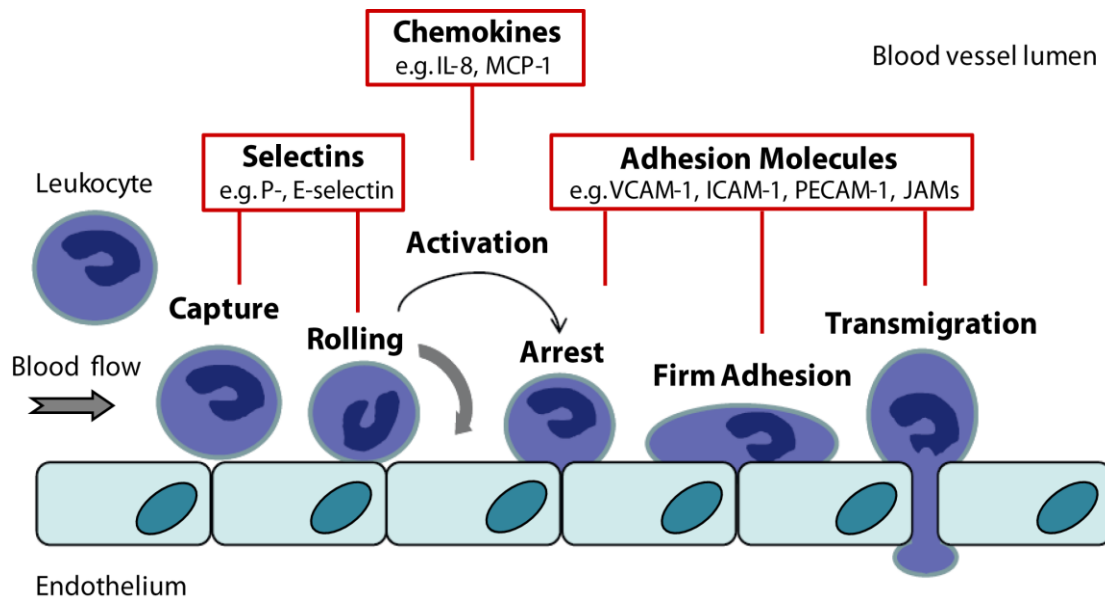 Chemokines
e.g. IL-8, MCP-1
Blood vessel lumen
Selectins
e.g. P-, E-selectin
Adhesion Molecules
e.g. VCAM-1, ICAM-1, PECAM-1, JAMs
Leukocyte
Activation
Capture
Rolling
Arrest
Transmigration
Blood flow
Firm Adhesion
Endothelium